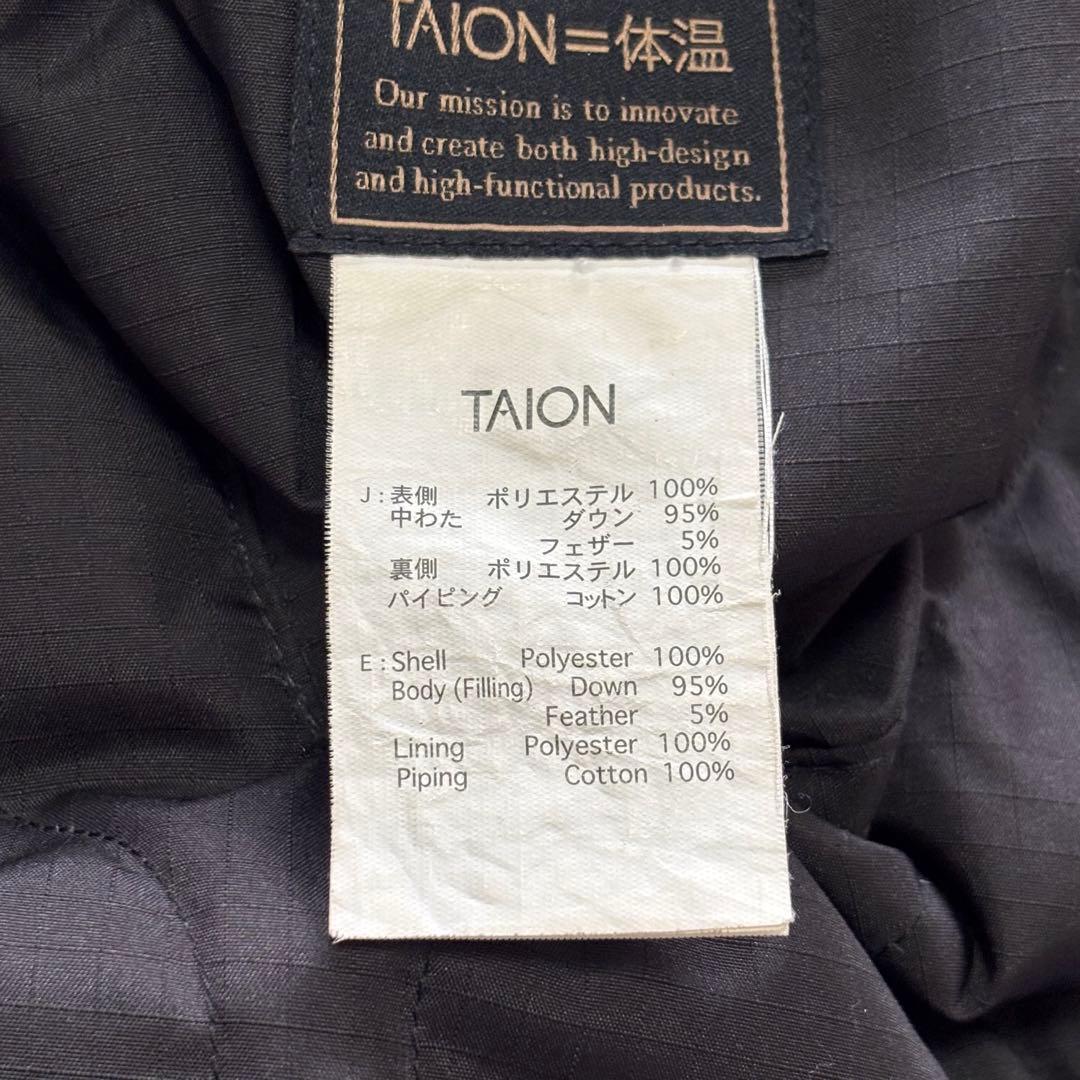 TAION=体温
Our mission is to innovate
and create both high-design
and high-functional products.
TAION
J:表側 ポリエステル 100%
中わた ダウン 95%
フェザー 5%
裏側 ポリエステル 100%
パイピング コットン 100%
E:Shell Polyester 100%
Body (Filling) Down 95%
Feather 5%
Lining Polyester 100%
Piping Cotton 100%